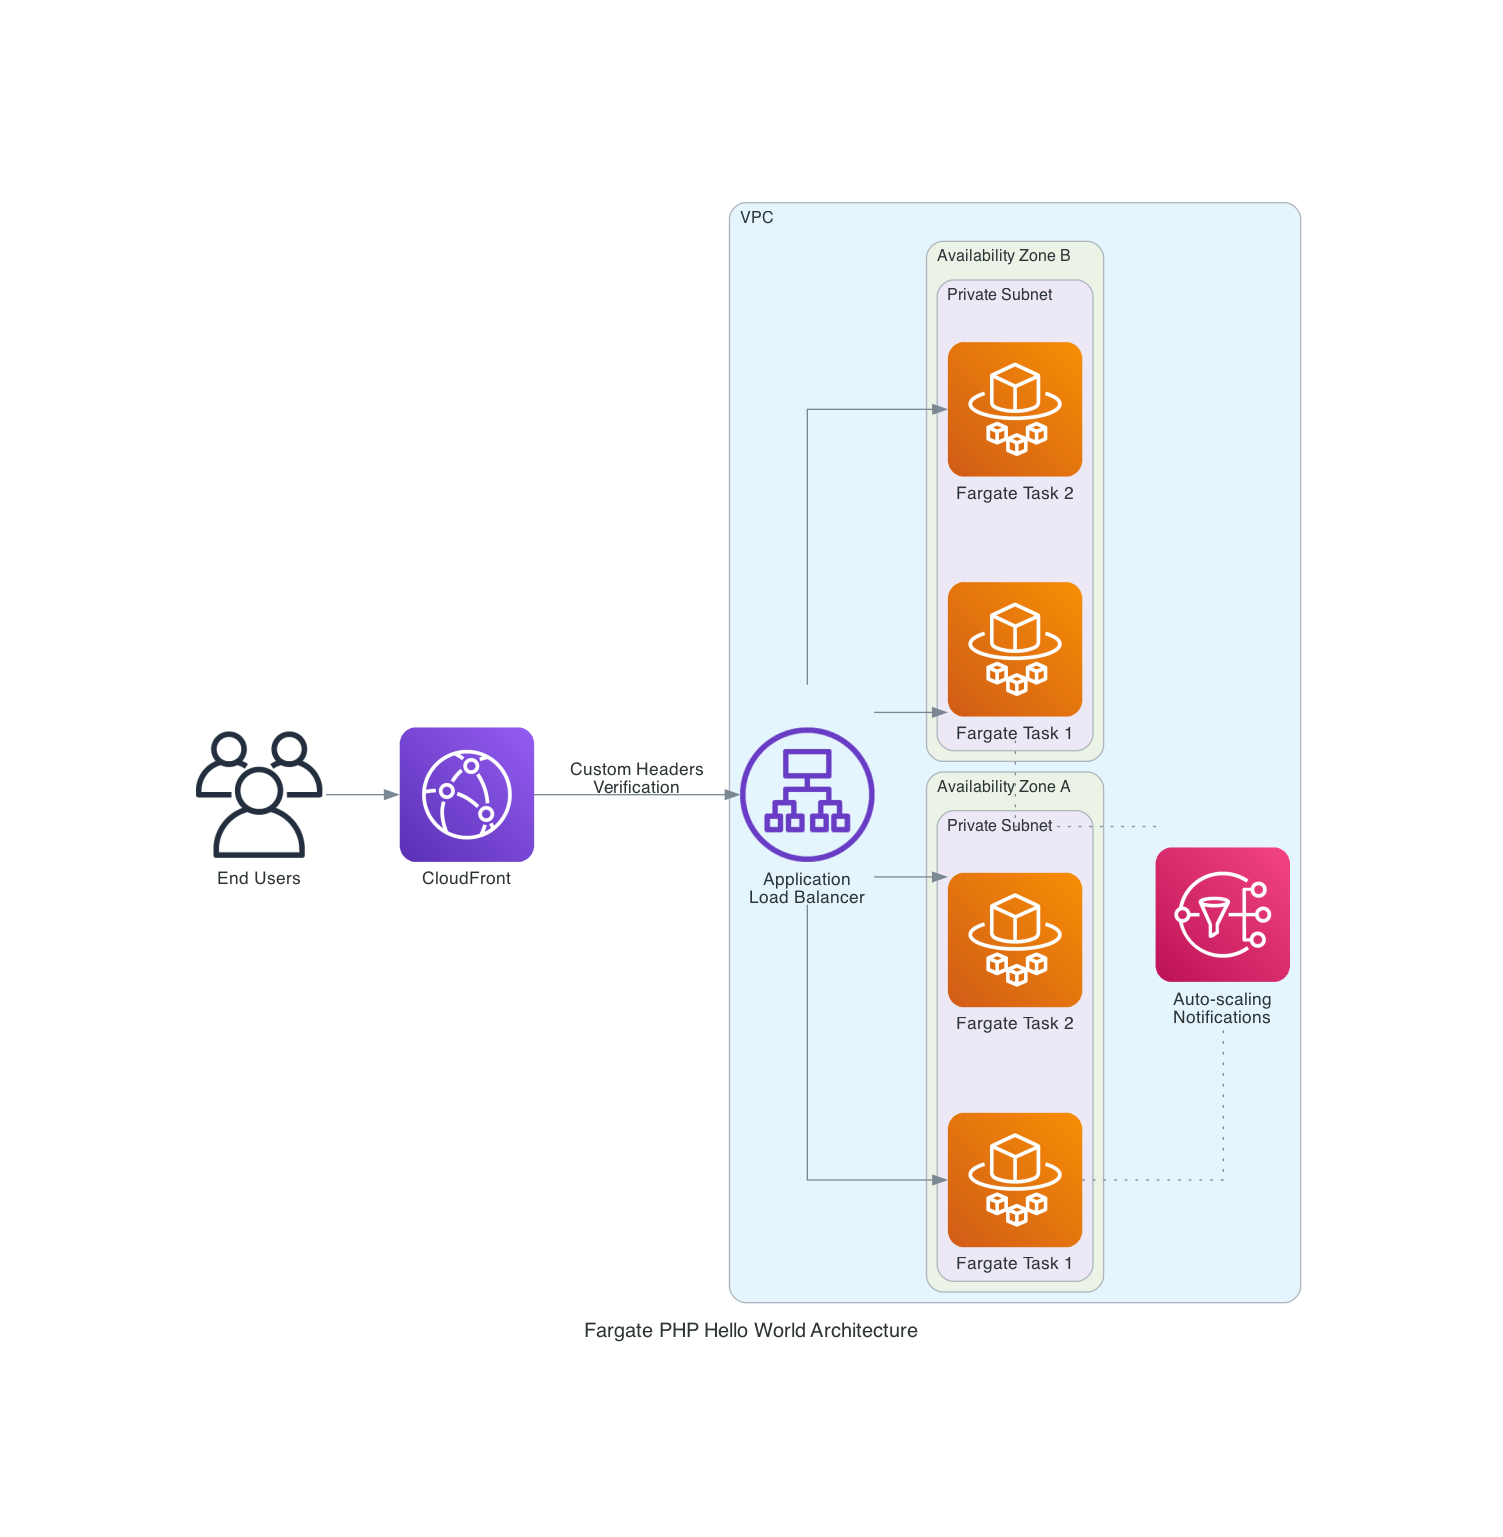 VPC
Availability Zone B
Private Subnet
Fargate Task 2
Fargate Task 1
Custom Headers
Verification
End Users
CloudFront
Application
Load Balancer
Availability Zone A
Private Subnet
Fargate Task 2
Auto-scaling
Notifications
Fargate Task 1
Fargate PHP Hello World Architecture